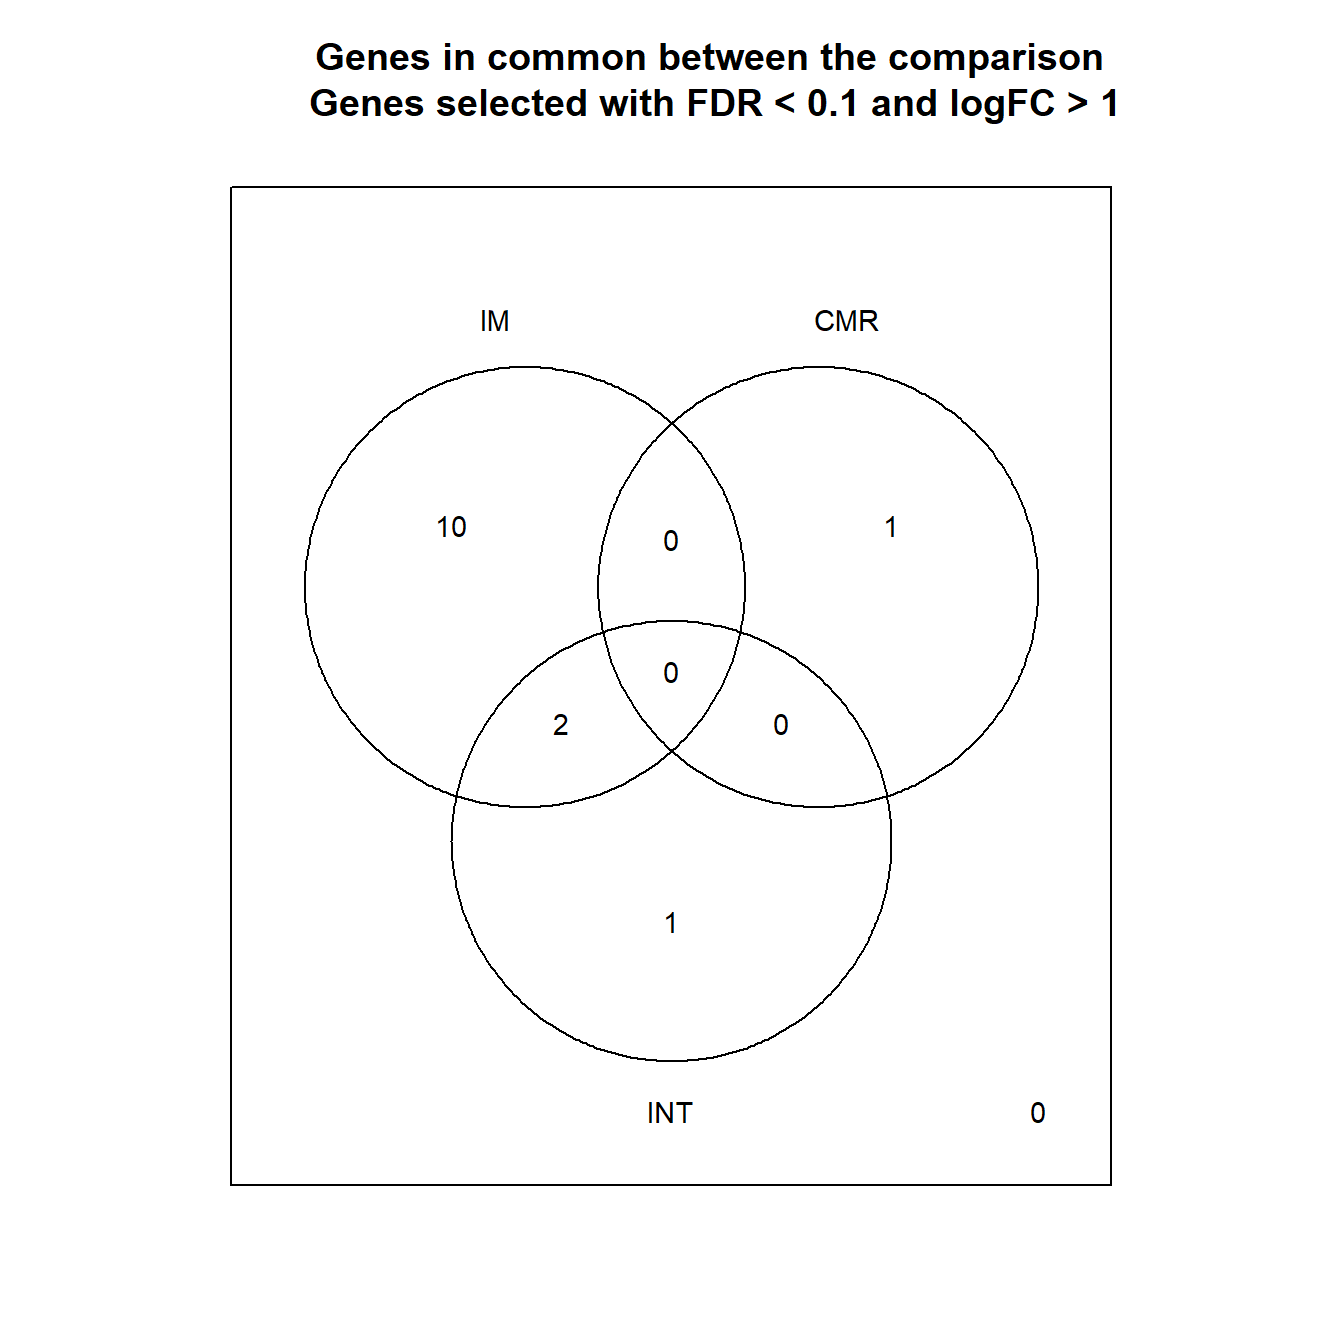 Genes in common between the comparison
Genes selected with FDR < 0.1 and logFC > 1
IM
CMR
10
0
1
0
2
0
1
INT
0